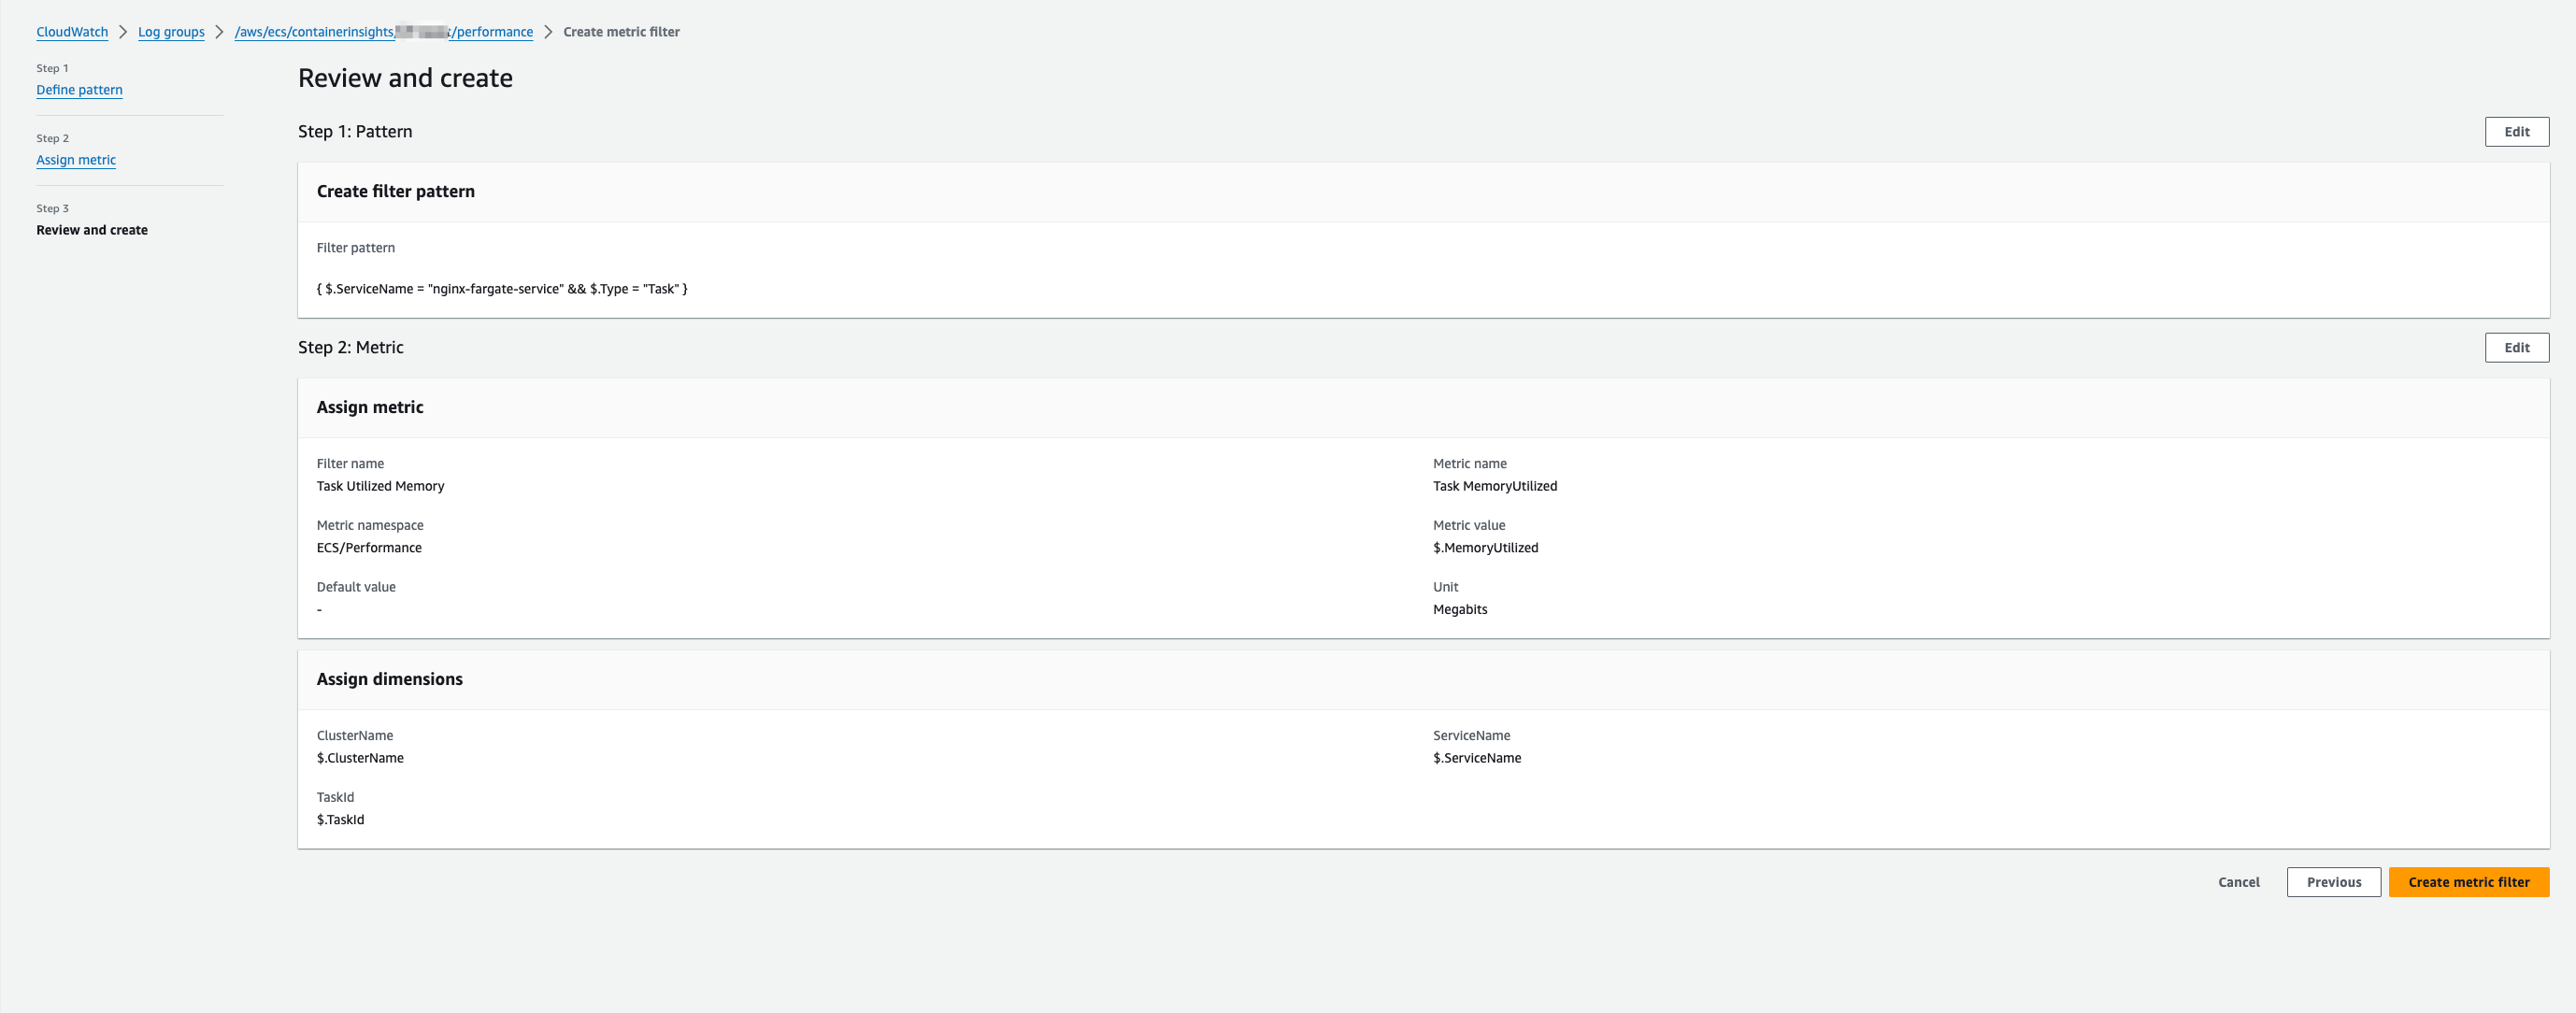 CloudWatch > Log groups > /aws/ecs/containerinsights/ /performance > Create metric filter
Step 1
Define pattern
Step 2
Assign metric
Step 3
Review and create
Review and create
Step 1: Pattern
Edit
Create filter pattern
Filter pattern
{ $.ServiceName = "nginx-fargate-service" && $.Type = "Task" }
Step 2: Metric
Edit
Assign metric
Filter name
Task Utilized Memory
Metric name
Task MemoryUtilized
Metric namespace
ECS/Performance
Metric value
$.MemoryUtilized
Default value
-
Unit
Megabits
Assign dimensions
ClusterName
$.ClusterName
ServiceName
$.ServiceName
TaskId
$.TaskId
Cancel
Previous
Create metric filter